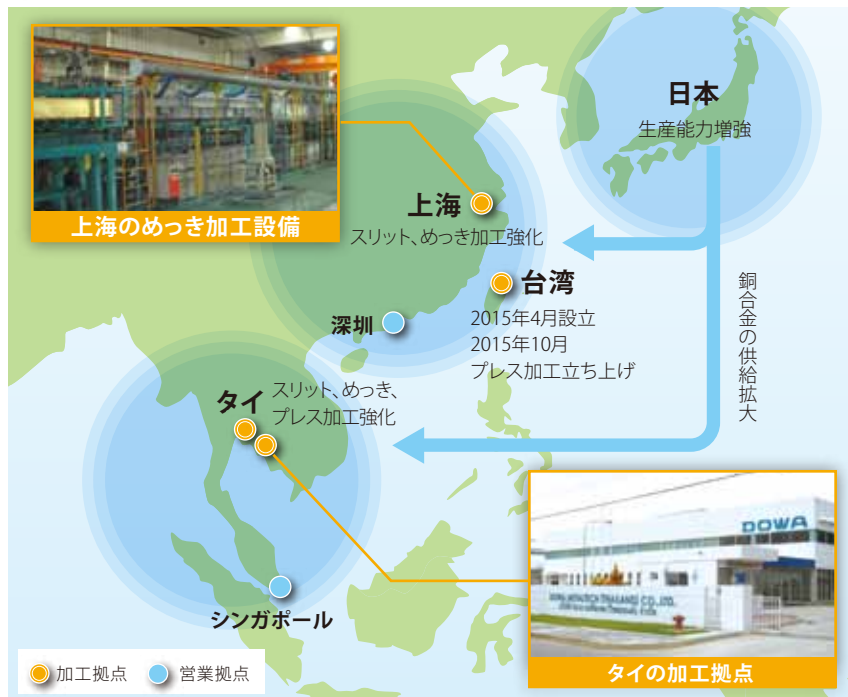 日本
生産能力増強
上海のめっき加工設備
上海
スリット、めっき加工強化
台湾
2015年4月設立
2015年10月
プレス加工立ち上げ
銅合金の供給拡大
深圳
スリット、めっき、
プレス加工強化
タイ
DOWA
DOWA METALTECH (THAILAND) CO.,LTD.
シンガポール
加工拠点
営業拠点
タイの加工拠点